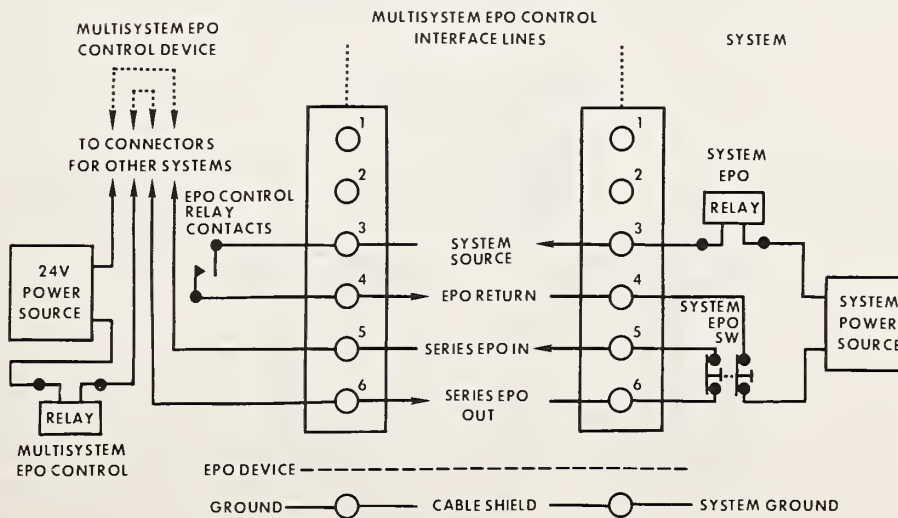 MULTISYSTEM EPO
CONTROL DEVICE
MULTISYSTEM EPO CONTROL
INTERFACE LINES
SYSTEM
TO CONNECTORS
FOR OTHER SYSTEMS
EPO CONTROL
RELAY
CONTACTS
24V
POWER
SOURCE
RELAY
MULTISYSTEM
EPO CONTROL
1
2
3
4
5
6
SYSTEM
SOURCE
EPO RETURN
SERIES EPO IN
SERIES EPO
OUT
1
2
3
4
5
6
SYSTEM
EPO
RELAY
SYSTEM
EPO
SW
SYSTEM
POWER
SOURCE
EPO DEVICE
GROUND
CABLE SHIELD
SYSTEM GROUND